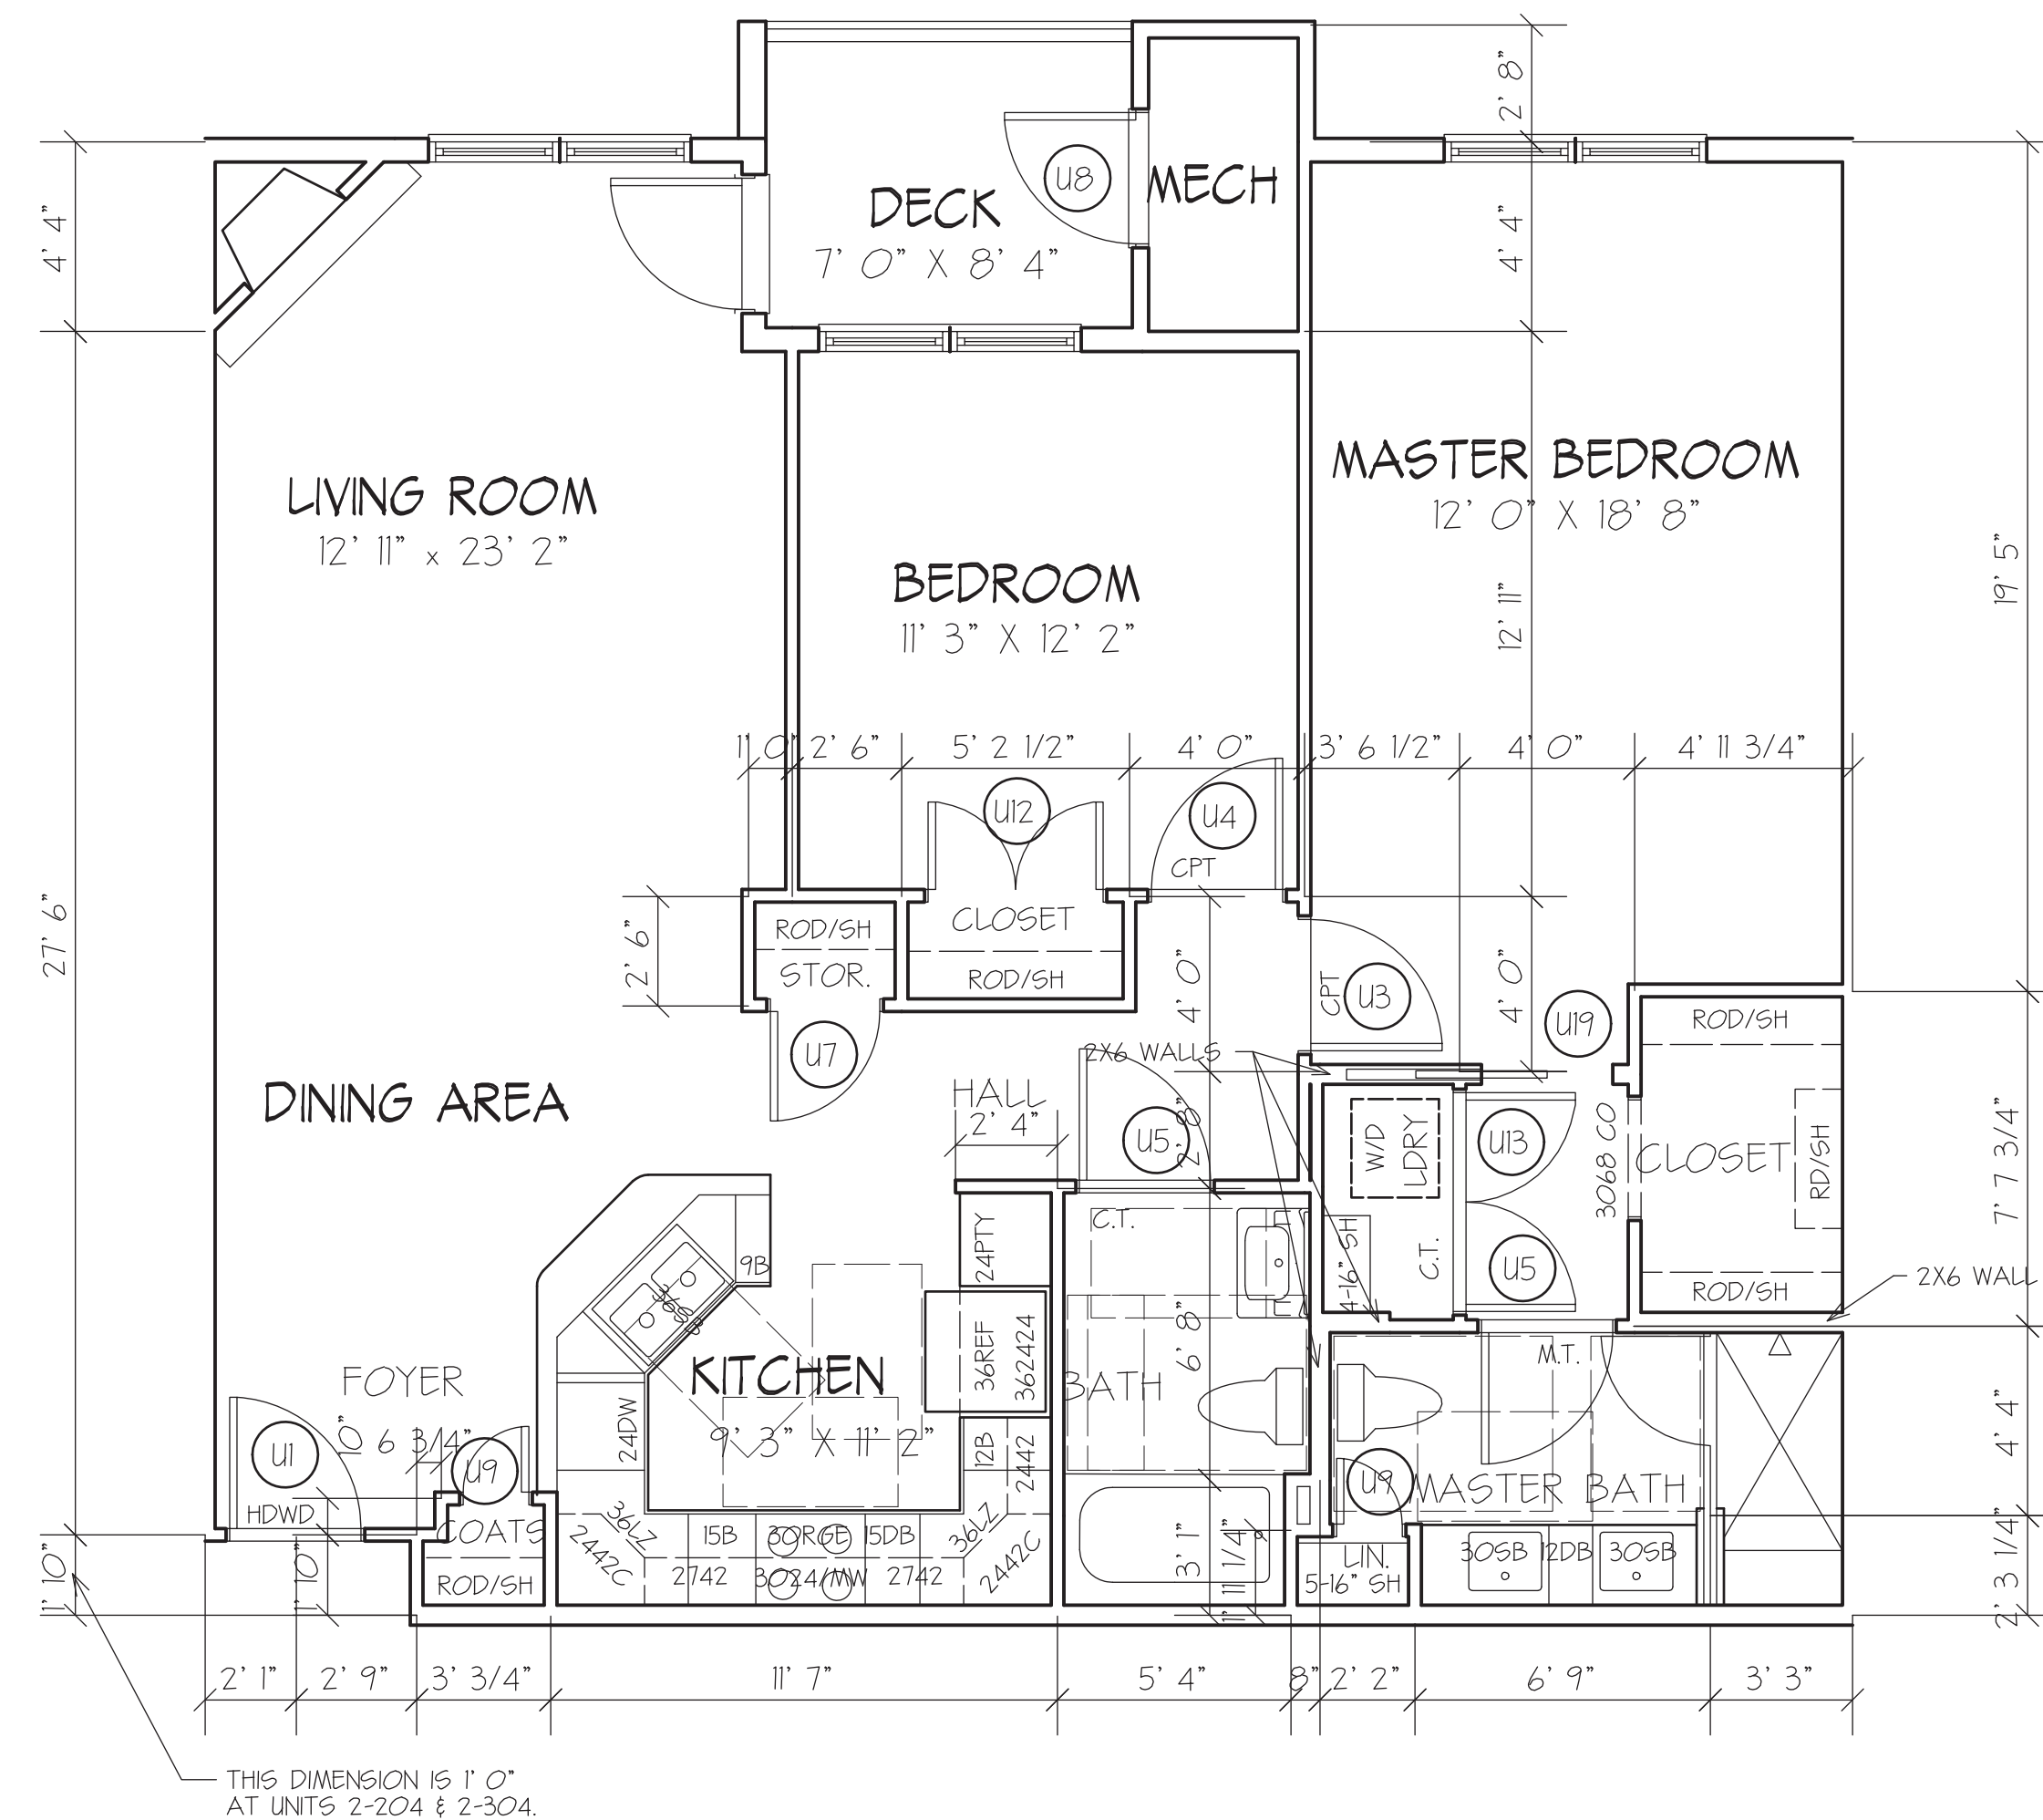 2' 8"
U8
MECH
DECK
7' 0" X 8' 4"
4' 4"
4' 4"
LIVING ROOM
12' 11" x 23' 2"
MASTER BEDROOM
12' 0" X 18' 8"
BEDROOM
11' 3" X 12' 2"
12' 11"
19' 5"
1' 0"
2' 6"
5' 2 1/2"
4' 0"
3' 6 1/2"
4' 0"
4' 11 3/4"
U12
U4
CPT
27' 6"
2' 6"
ROD/SH
STOR.
CLOSET
ROD/SH
4' 0"
CPT
U3
4' 0"
U19
ROD/SH
U7
2X6 WALLS
DINING AREA
HALL
2' 4"
U5
2' 8"
W/D
LDRY
U13
3068 CO
CLOSET
RD/SH
7' 7 3/4"
C.T.
24PTY
9B
36SB
4-16" SH
C.T.
U5
ROD/SH
2X6 WALL
KITCHEN
9' 3" X 11' 2"
36REF
362424
BATH
6' 8"
M.T.
FOYER
10"
6 3/4"
U1
U9
HDWD
COATS
ROD/SH
24DW
12B
2442
U9
MASTER BATH
4' 4"
36LZ
2442C
15B
30RGE
15DB
2742
3024/MW
2742
36LZ
2442C
3' 1"
1' 11 1/4"
LIN.
5-16" SH
30SB
12DB
30SB
2' 3 1/4"
1' 10"
1' 10"
2' 1"
2' 9"
3' 3/4"
11' 7"
5' 4"
8"
2' 2"
6' 9"
3' 3"
THIS DIMENSION IS 1' 0"
AT UNITS 2-204 & 2-304.